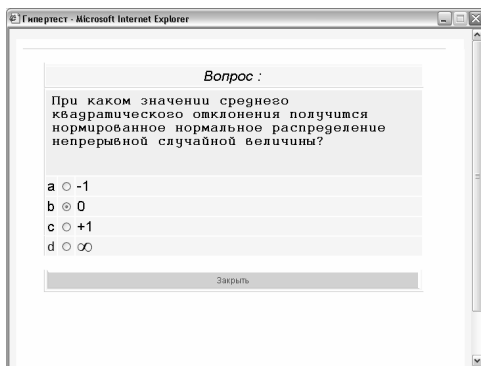 Гипертест - Microsoft Internet Explorer
Вопрос :
При каком значении среднего
квадратического отклонения получится
нормированное нормальное распределение
непрерывной случайной величины?
a -1
b 0
c +1
d ∞
Закрыть